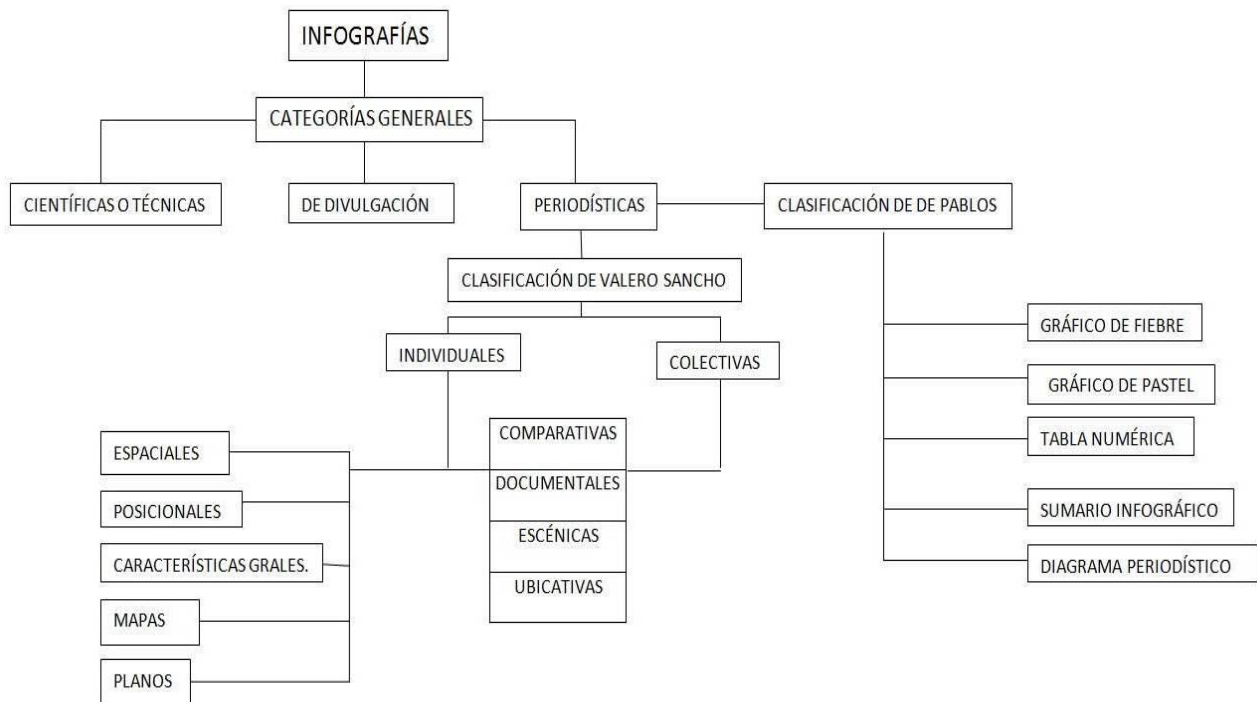 INFOGRAFÍAS
CATEGORÍAS GENERALES
CIENTÍFICAS O TÉCNICAS
DE DIVULGACIÓN
PERIODÍSTICAS
CLASIFICACIÓN DE DE PABLOS
CLASIFICACIÓN DE VALERO SANCHO
INDIVIDUALES
COLECTIVAS
COMPARATIVAS
DOCUMENTALES
ESCÉNICAS
UBICATIVAS
ESPACIALES
POSICIONALES
CARACTERÍSTICAS GRALES.
MAPAS
PLANOS
GRÁFICO DE FIEBRE
GRÁFICO DE PASTEL
TABLA NUMÉRICA
SUMARIO INFOGRÁFICO
DIAGRAMA PERIODÍSTICO